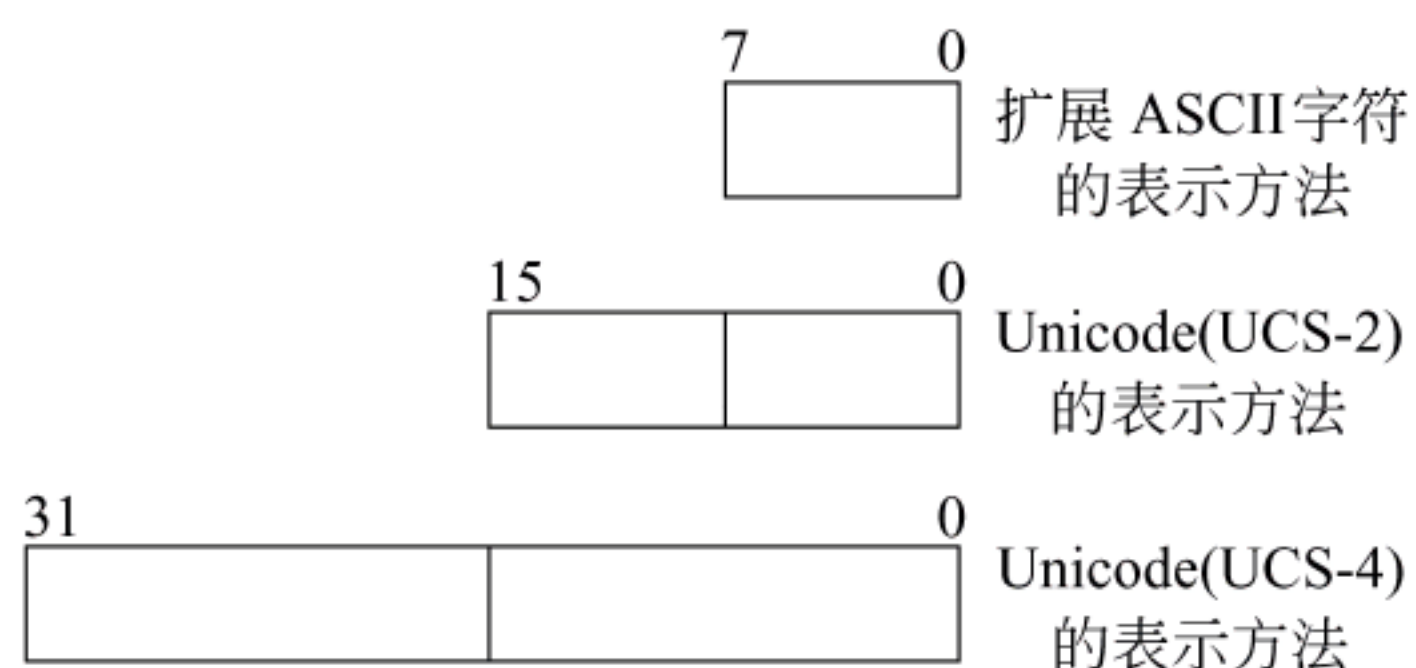 7 0
扩展 ASCII字符
的表示方法
15 0
Unicode(UCS-2)
的表示方法
31 0
Unicode(UCS-4)
的表示方法